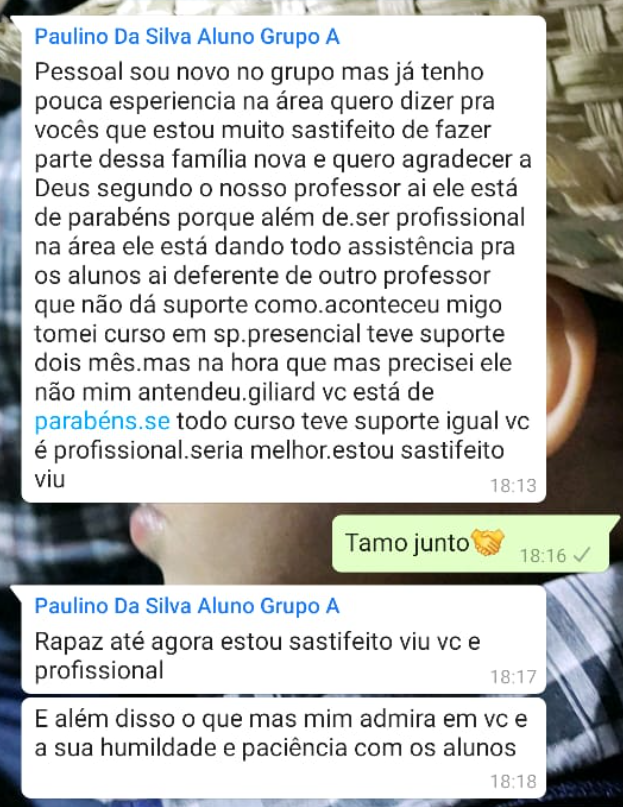 Paulino Da Silva Aluno Grupo A
Pessoal sou novo no grupo mas já tenho
pouca esperiencia na área quero dizer pra
vocês que estou muito sastifeito de fazer
parte dessa família nova e quero agradecer a
Deus segundo o nosso professor ai ele está
de parabéns porque além de.ser profissional
na área ele está dando todo assistência pra
os alunos ai deferente de outro professor
que não dá suporte como.aconteceu migo
tomei curso em sp.presencial teve suporte
dois mês.mas na hora que mas precisei ele
não mim antendeu.giliard vc está de
parabéns.se todo curso teve suporte igual vc
é profissional.seria melhor.estou sastifeito
viu
18:13
Tamo junto🤝
18:16
Paulino Da Silva Aluno Grupo A
Rapaz até agora estou sastifeito viu vc e
profissional
18:17
E além disso o que mas mim admira em vc e
a sua humildade e paciência com os alunos
18:18